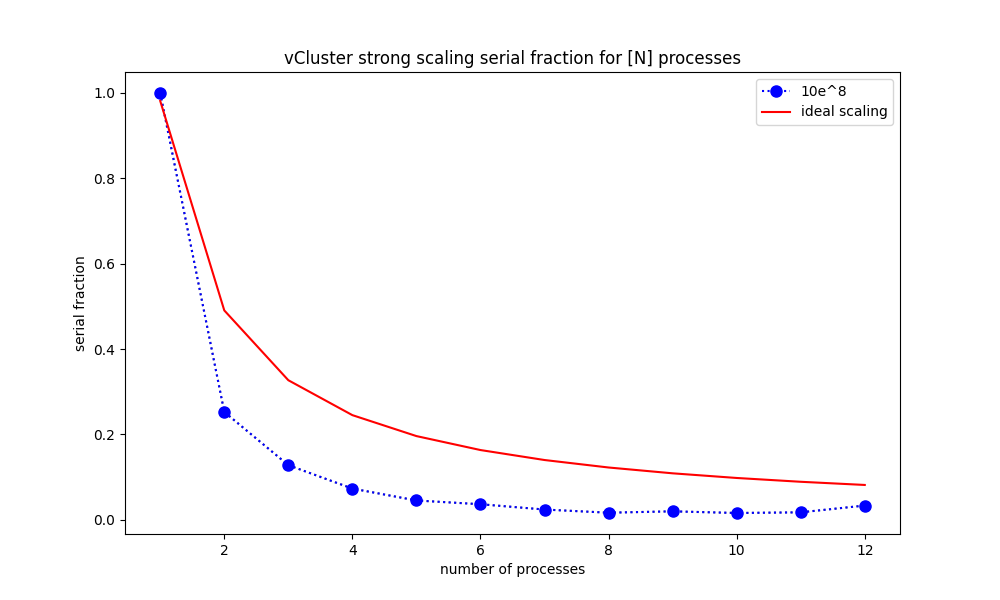 vCluster strong scaling serial fraction for [N] processes
10e^8
ideal scaling
serial fraction
1.0
0.8
0.6
0.4
0.2
0.0
2 4 6 8 10 12
number of processes